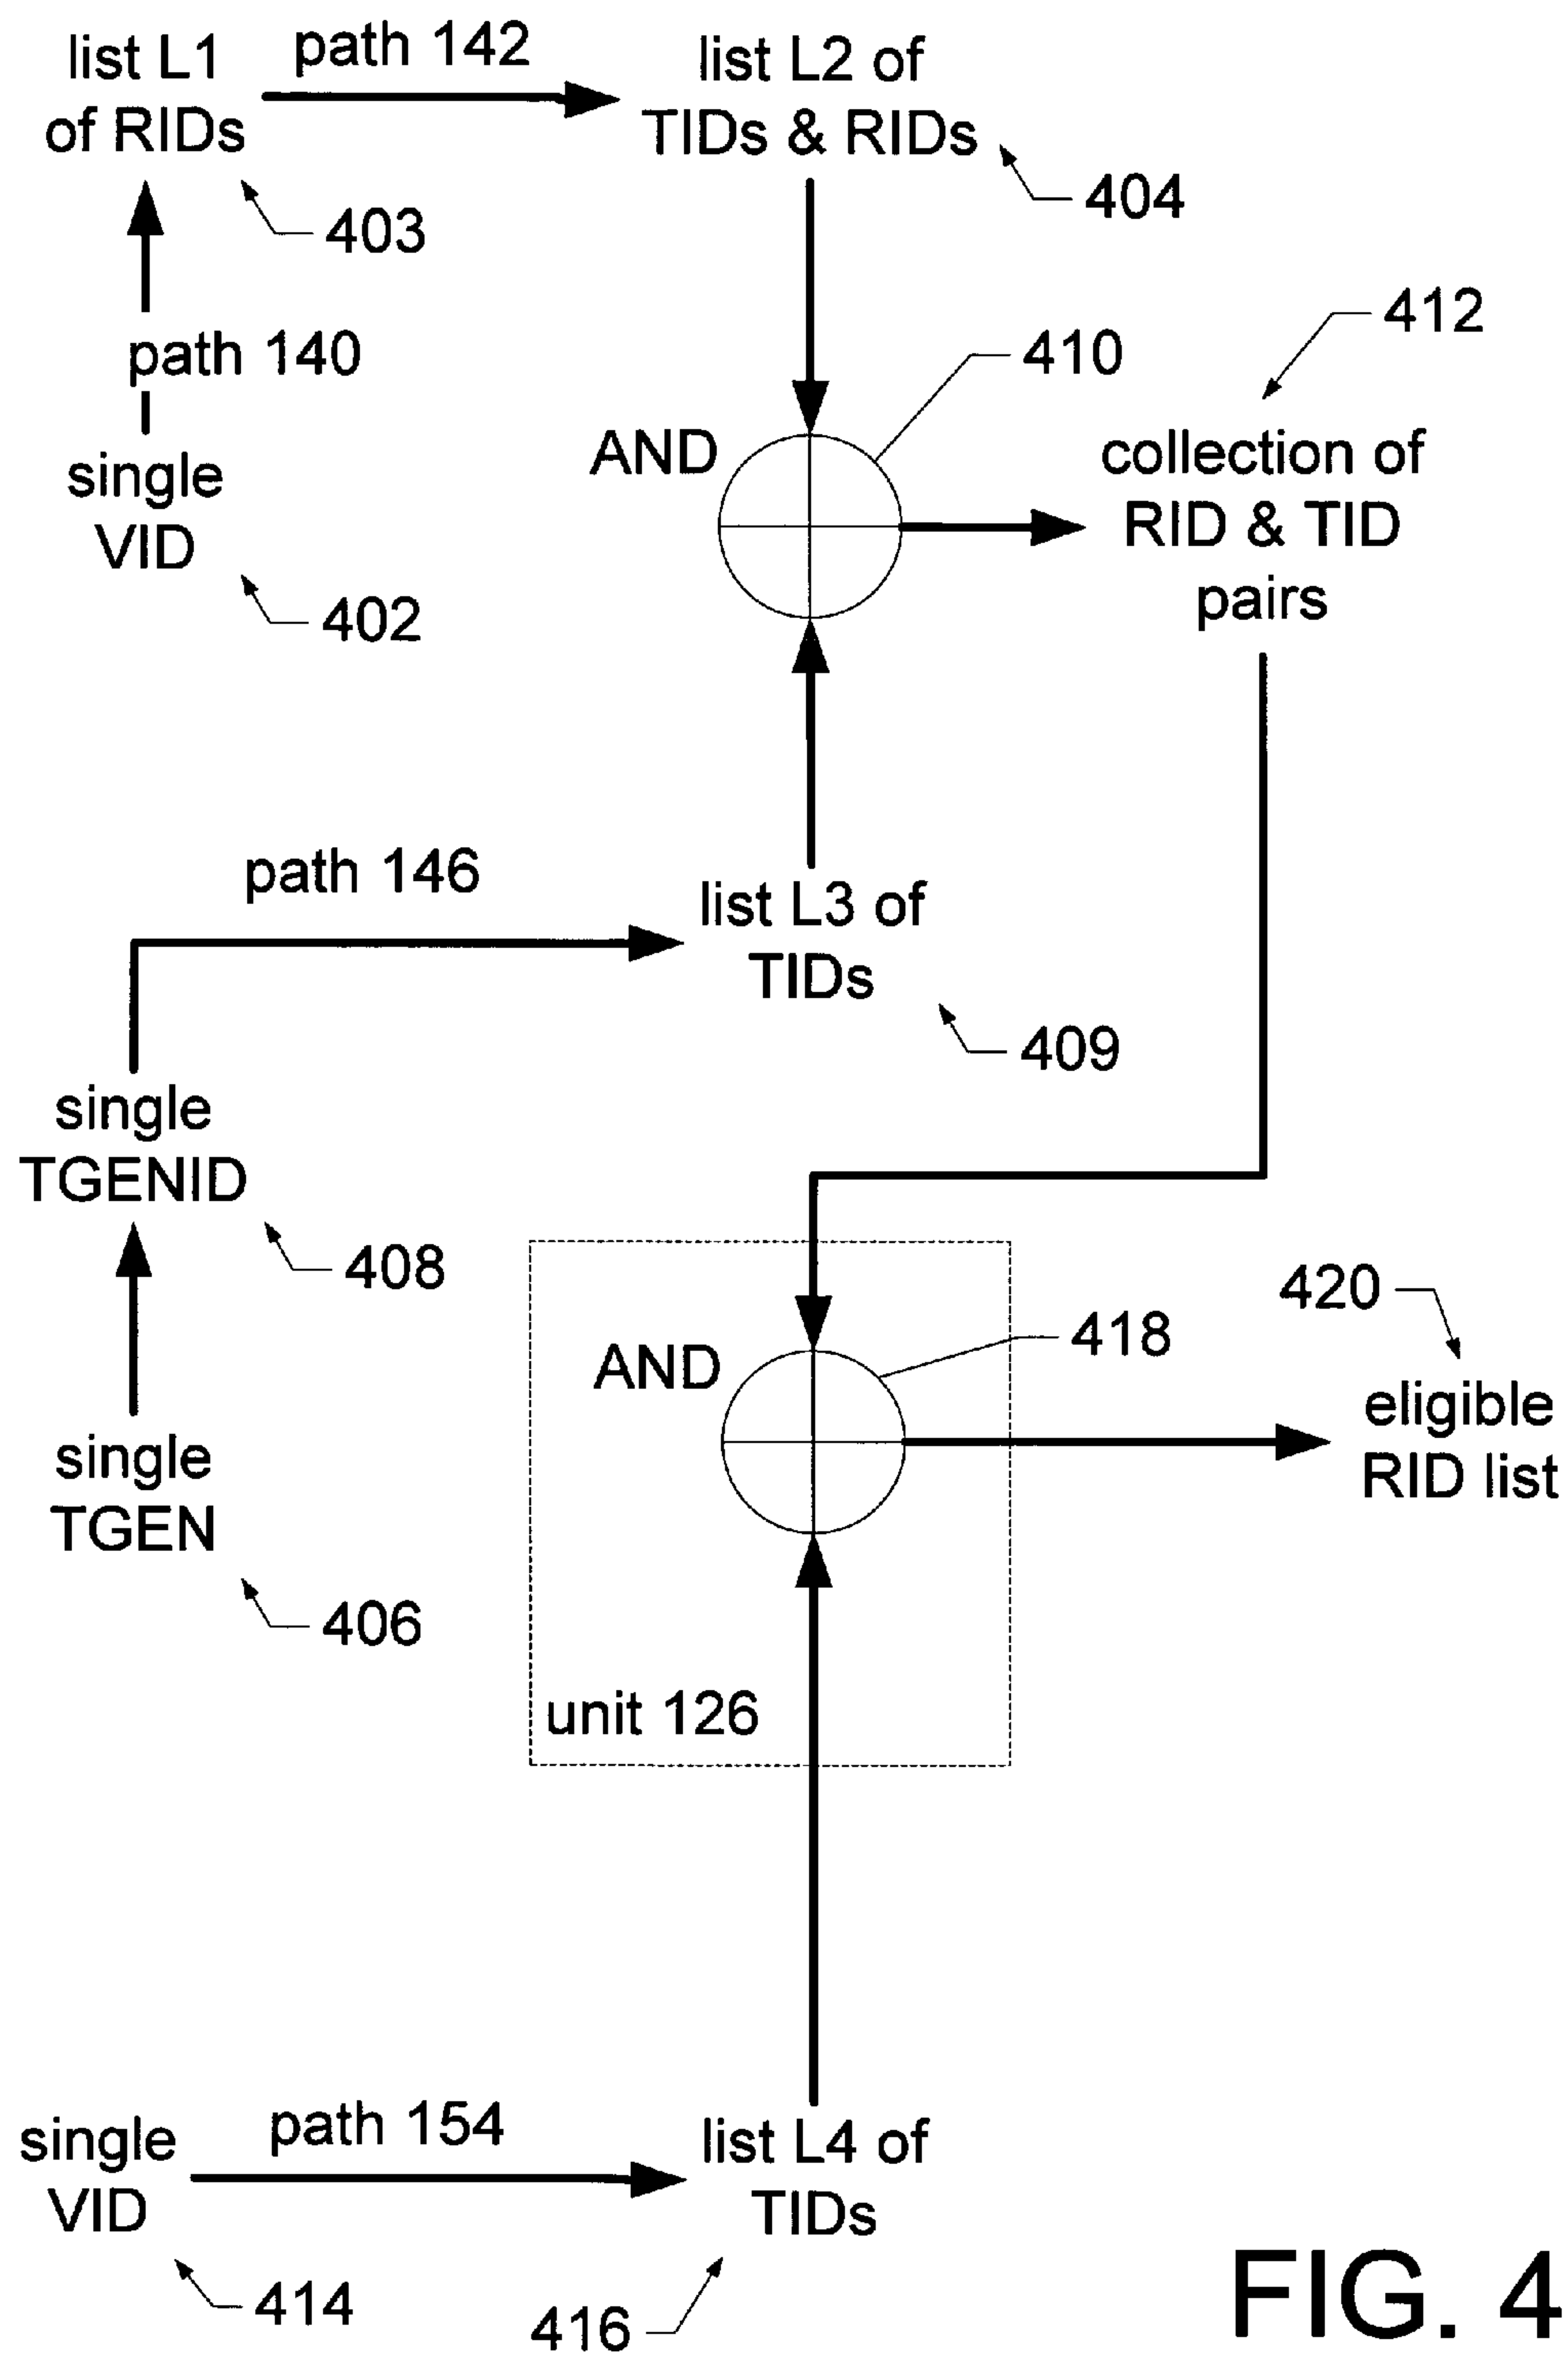 list L1
of RIDs
path 142
list L2 of
TIDs & RIDs
404
403
412
path 140
410
AND
collection of
RID & TID
pairs
single
VID
402
path 146
list L3 of
TIDs
409
single
TGENID
408
420
418
AND
eligible
RID list
single
TGEN
406
unit 126
single
VID
path 154
list L4 of
TIDs
414
416
FIG. 4